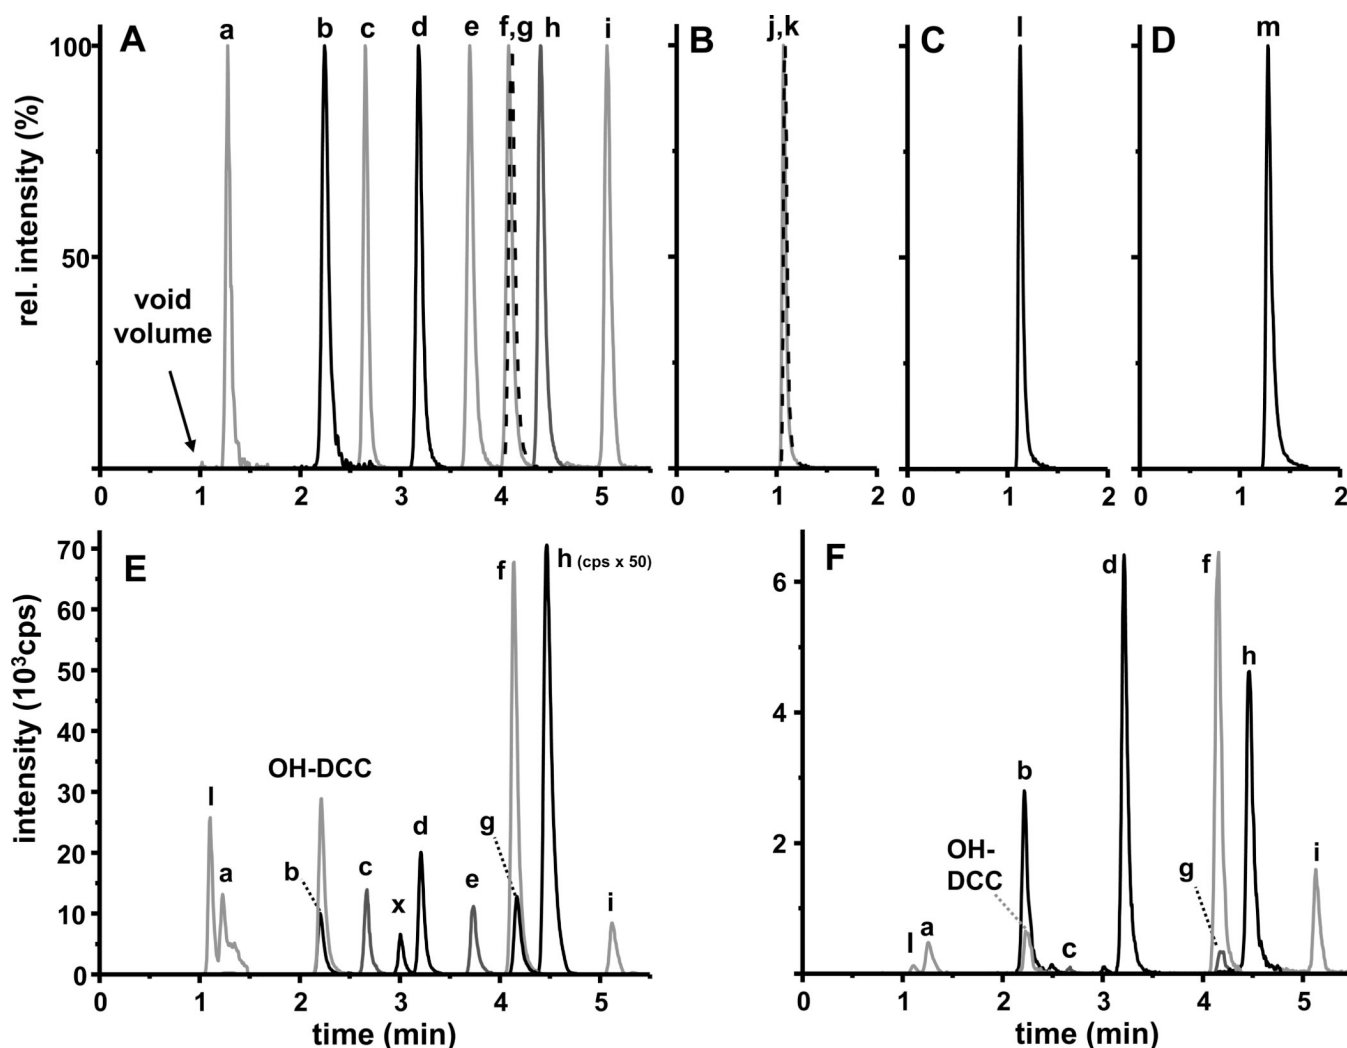 A
a
b
c
d
e
f,g
h
i
B
j,k
C
l
D
m
100
50
rel. intensity (%)
void
volume
0 1 2 3 4 5
0 1 2
0 1 2
0 1 2
E
70
60
50
40
30
20
10
0
intensity (10³cps)
l
a
OH-DCC
b
c
x
d
e
g
f
h (cps x 50)
i
0 1 2 3 4 5
time (min)
F
6
4
2
l
a
b
OH-
DCC
c
d
f
g
h
i
0 1 2 3 4 5
time (min)